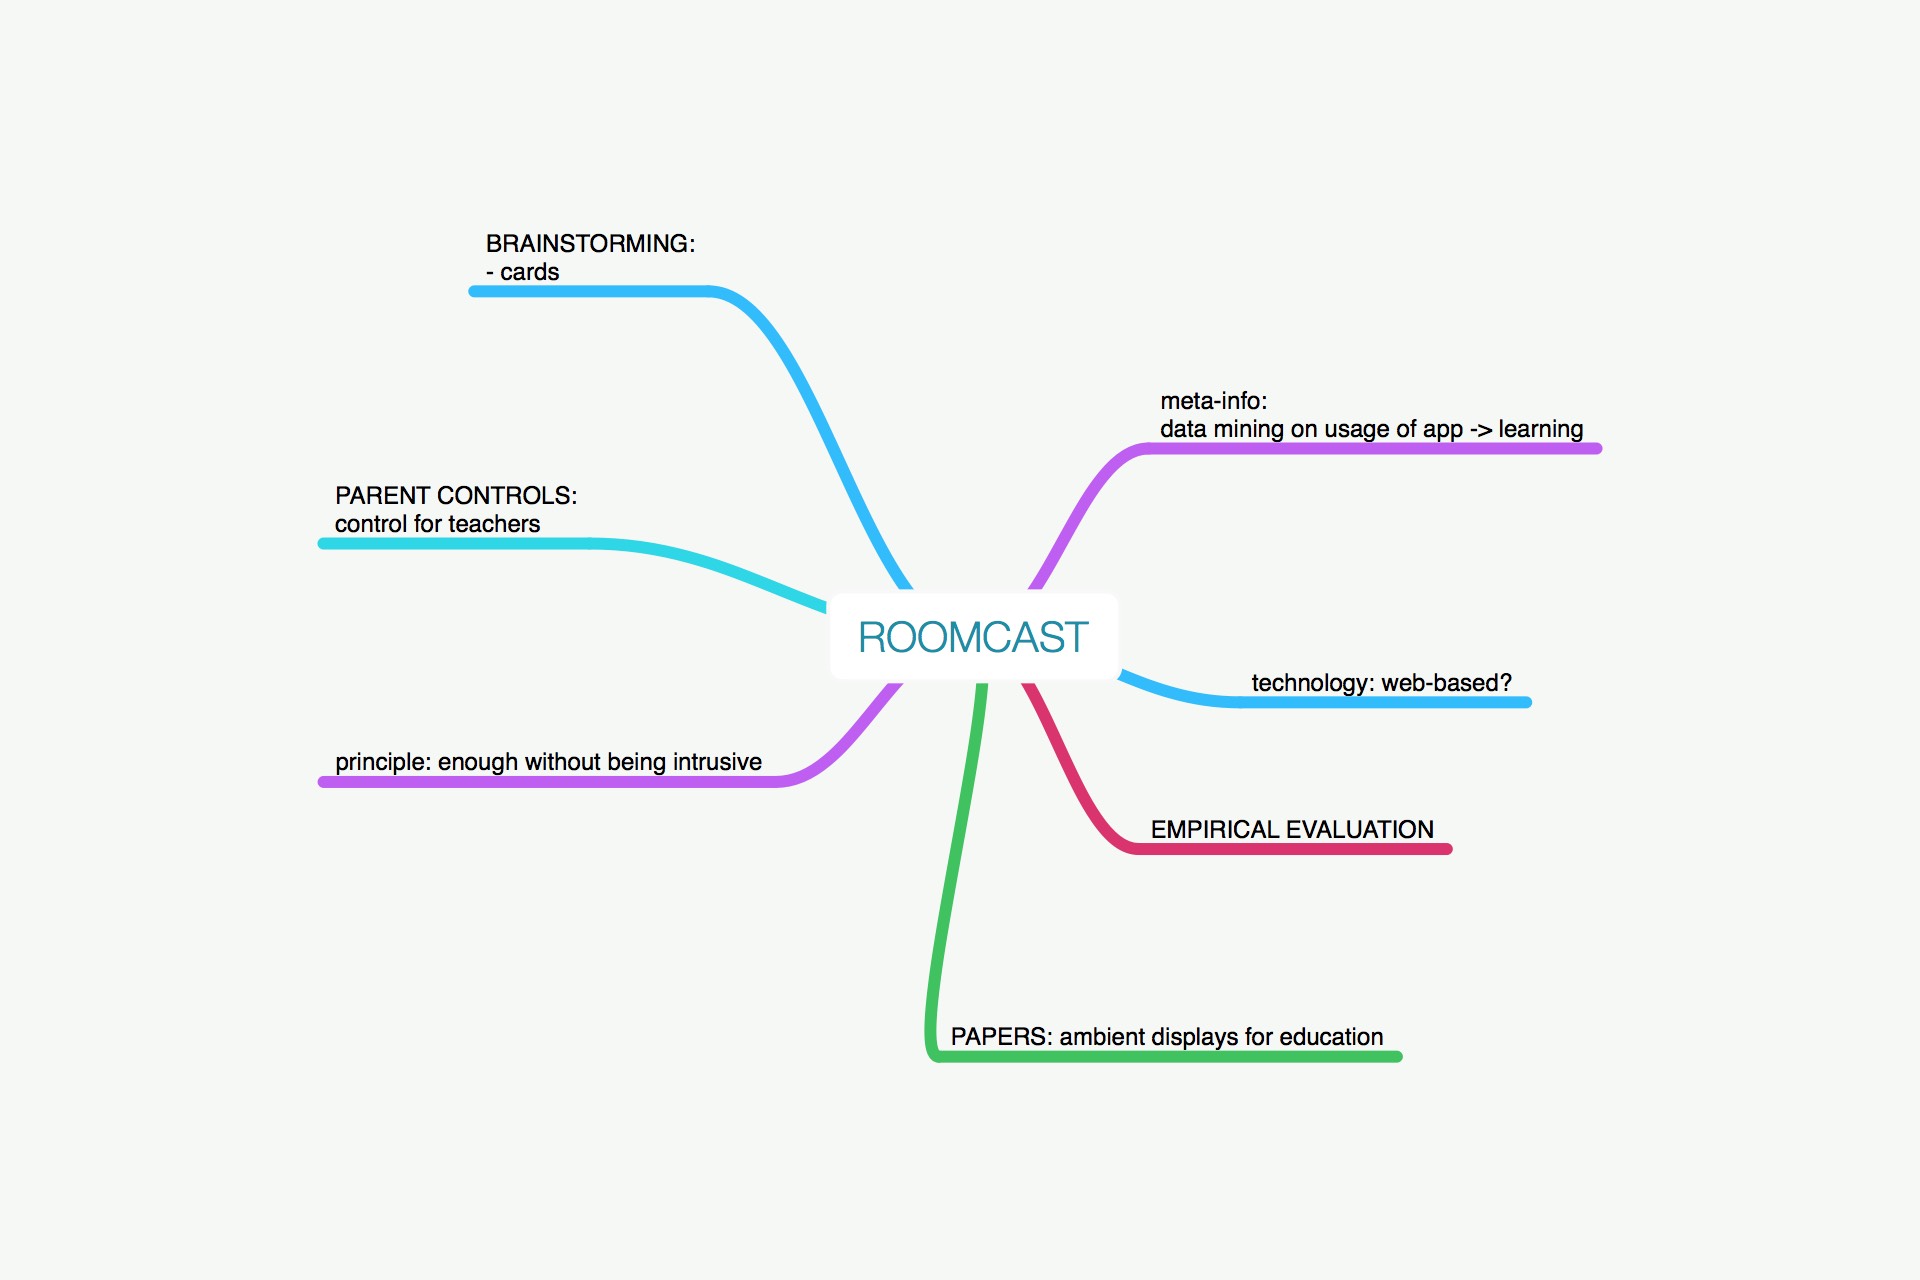 BRAINSTORMING:
- cards
meta-info:
data mining on usage of app -> learning
PARENT CONTROLS:
control for teachers
ROOMCAST
technology: web-based?
principle: enough without being intrusive
EMPIRICAL EVALUATION
PAPERS: ambient displays for education